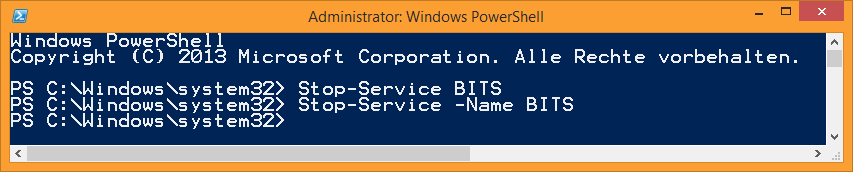 Administrator: Windows PowerShell
Windows PowerShell
Copyright (C) 2013 Microsoft Corporation. Alle Rechte vorbehalten.
PS C:\Windows\system32> Stop-Service BITS
PS C:\Windows\system32> Stop-Service -Name BITS
PS C:\Windows\system32>